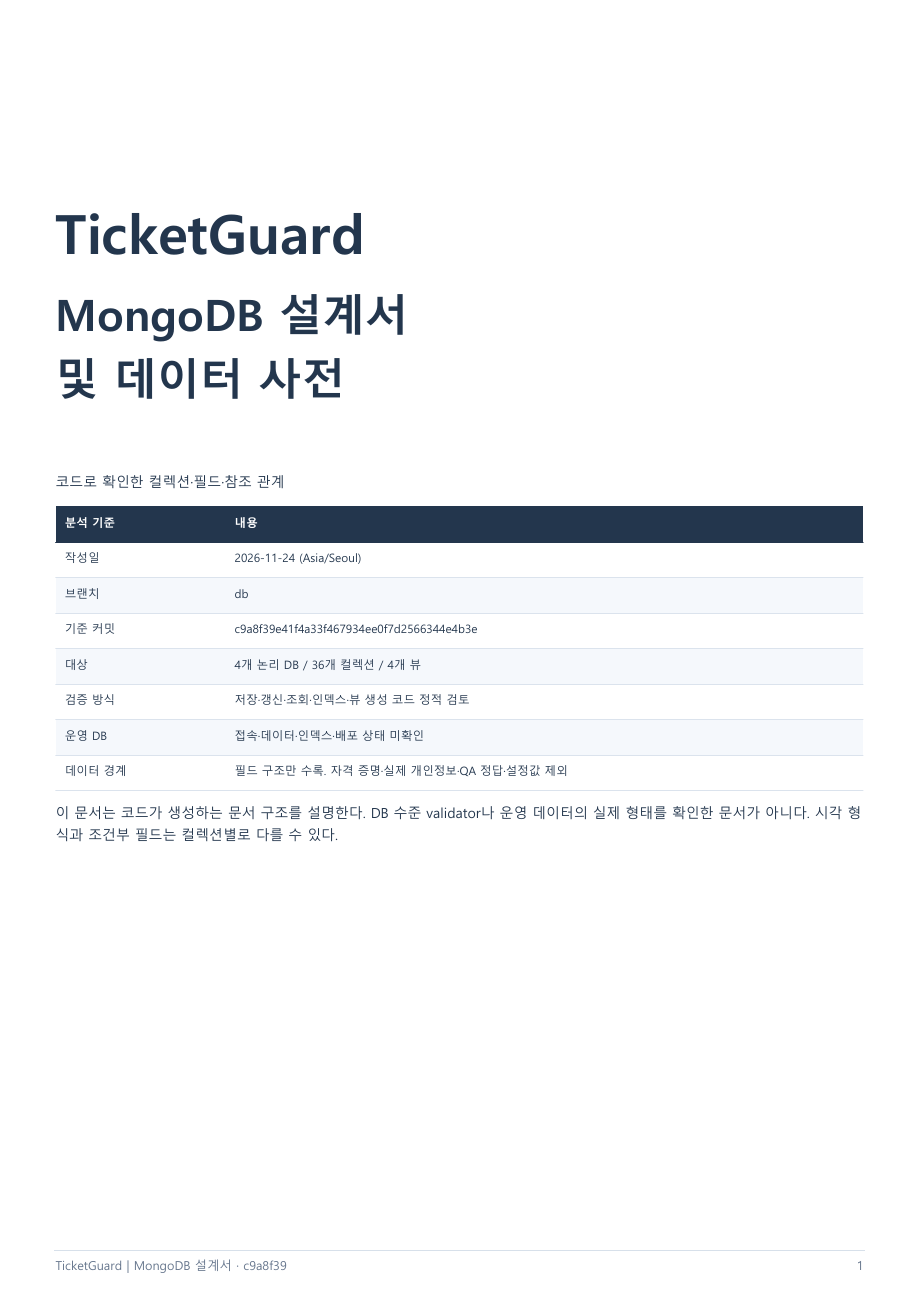 TicketGuard
MongoDB 설계서
및 데이터 사전
코드로 확인한 컬렉션·필드·참조 관계
분석 기준 내용
작성일 2026-11-24 (Asia/Seoul)
브랜치 db
기준 커밋 c9a8f39e41f4a33f467934ee0f7d2566344e4b3e
대상 4개 논리 DB / 36개 컬렉션 / 4개 뷰
검증 방식 저장·갱신·조회·인덱스·뷰 생성 코드 정적 검토
운영 DB 접속·데이터·인덱스·배포 상태 미확인
데이터 경계 필드 구조만 수록. 자격 증명·실제 개인정보·QA 정답·설정값 제외
이 문서는 코드가 생성하는 문서 구조를 설명한다. DB 수준 validator나 운영 데이터의 실제 형태를 확인한 문서가 아니다. 시각 형
식과 조건부 필드는 컬렉션별로 다를 수 있다.
TicketGuard | MongoDB 설계서 · c9a8f39 1